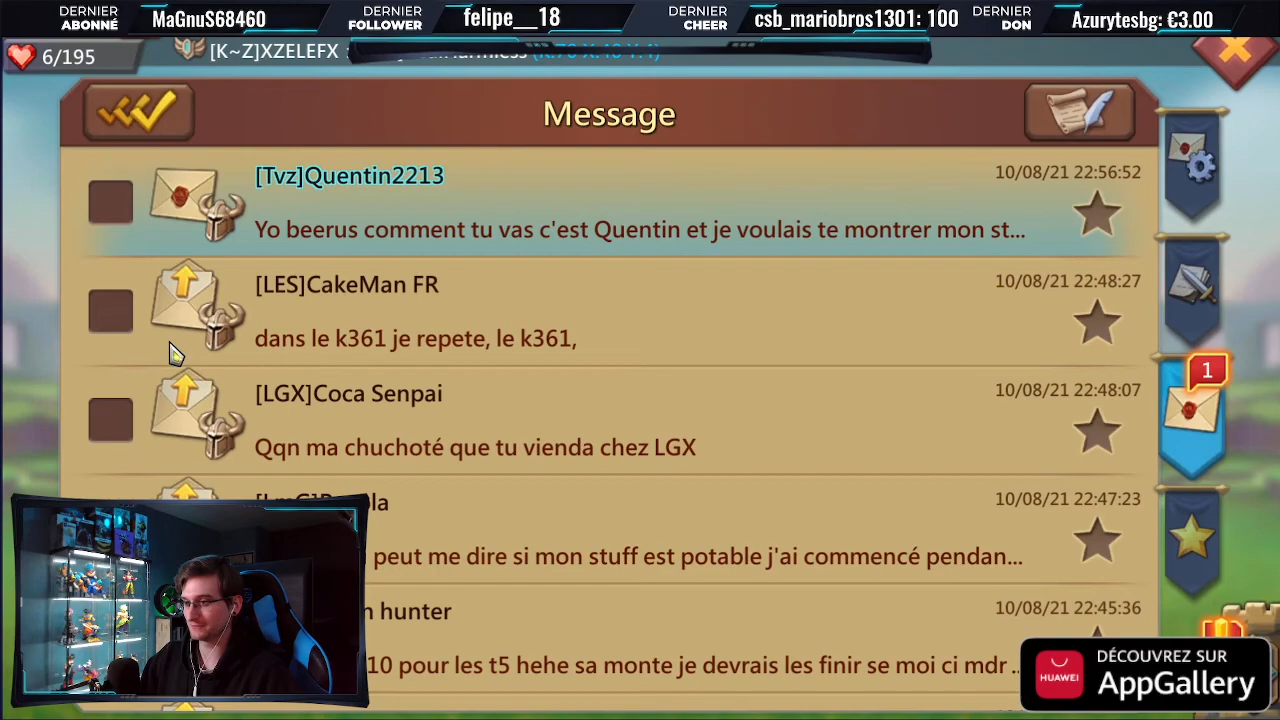 DERNIER ABONNÉ MaGnuS68460 DERNIER FOLLOWER felipe___18 DERNIER CHEER csb_mariobros1301: 100 DERNIER DON Azurytesbg: €3.00
6/195 [K~Z]XZELEFX
Message
[Tvz]Quentin2213 10/08/21 22:56:52
Yo beerus comment tu vas c'est Quentin et je voulais te montrer mon st...
[LES]CakeMan FR 10/08/21 22:48:27
dans le k361 je repete, le k361,
1
[LGX]Coca Senpai 10/08/21 22:48:07
Qqn ma chuchoté que tu vienda chez LGX
10/08/21 22:47:23
peut me dire si mon stuff est potable j'ai commencé pendan...
hunter 10/08/21 22:45:36
10 pour les t5 hehe sa monte je devrais les finir se moi ci mdr ..
DÉCOUVREZ SUR
HUAWEI AppGallery